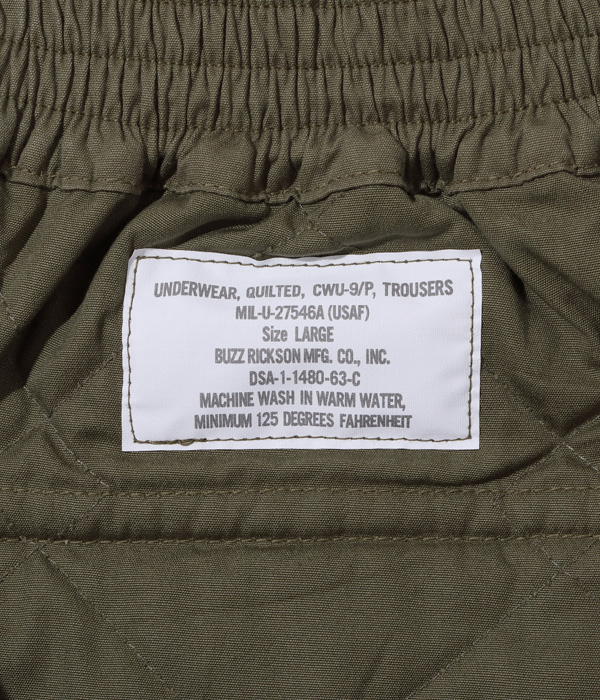 UNDERWEAR, QUILTED, CWU-9/P, TROUSERS
MIL-U-27546A (USAF)
Size LARGE
BUZZ RICKSON MFG. CO., INC.
DSA-1-1480-63-C
MACHINE WASH IN WARM WATER,
MINIMUM 125 DEGREES FAHRENHEIT